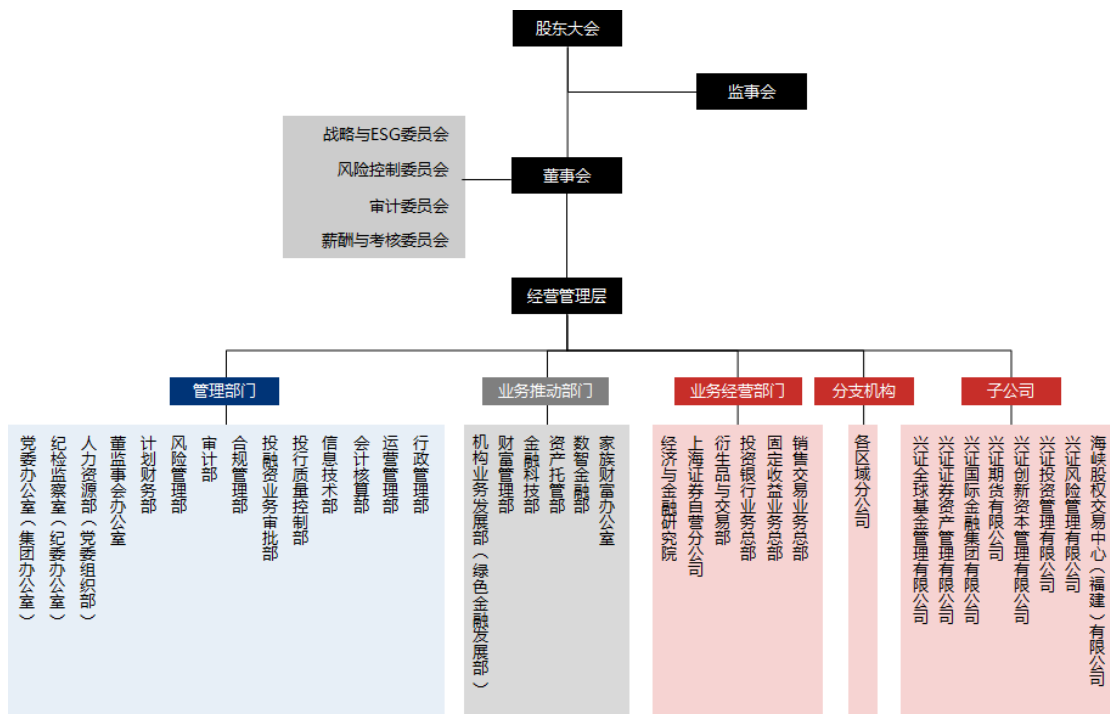 股东大会
监事会
战略与ESG委员会
风险控制委员会
审计委员会
薪酬与考核委员会
董事会
经营管理层
管理部门
业务推动部门
业务经营部门
分支机构
子公司
党委办公室（集团办公室）
纪检监察室（纪委办公室）
人力资源部（党委组织部）
董监事会办公室
计划财务部
风险管理部
审计部
合规管理部
投融资业务审批部
投行质量控制部
信息技术部
会计核算部
运营管理部
行政管理部
机构业务发展部（绿色金融发展部）
财富管理部
金融科技部
资产托管部
数智金融部
家族财富办公室
经济与金融研究院
上海证券自营分公司
衍生品与交易部
投资银行业务总部
固定收益业务总部
销售交易业务总部
各区域分公司
兴证全球基金管理有限公司
兴证证券资产管理有限公司
兴证国际金融集团有限公司
兴证期货有限公司
兴证创新资本管理有限公司
兴证投资管理有限公司
兴证风险管理有限公司
海峡股权交易中心（福建）有限公司